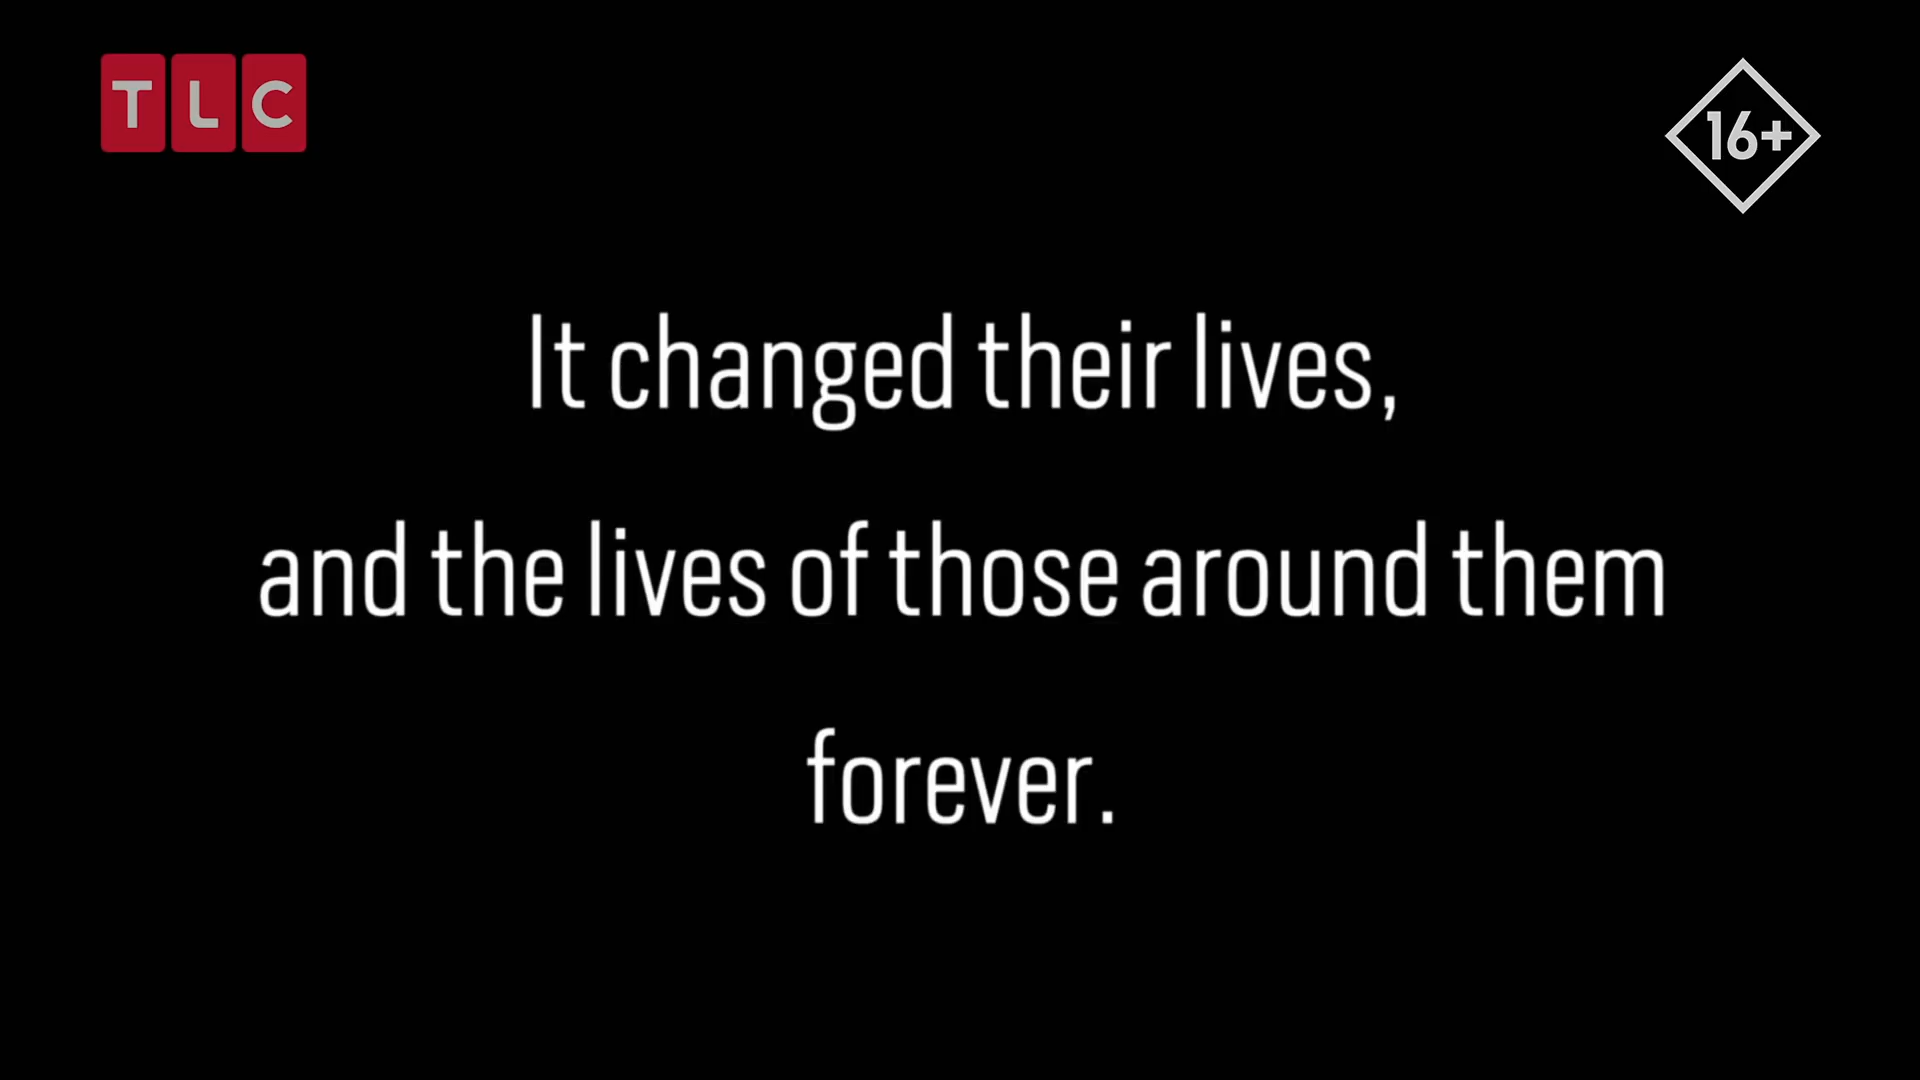 TLC
16+
It changed their lives,
and the lives of those around them
forever.